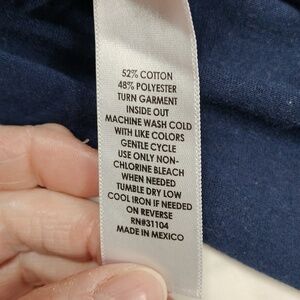 52% COTTON
48% POLYESTER
TURN GARMENT
INSIDE OUT
MACHINE WASH COLD
WITH LIKE COLORS
GENTLE CYCLE
USE ONLY NON-
CHLORINE BLEACH
WHEN NEEDED
TUMBLE DRY LOW
COOL IRON IF NEEDED
ON REVERSE
RN#31104
MADE IN MEXICO